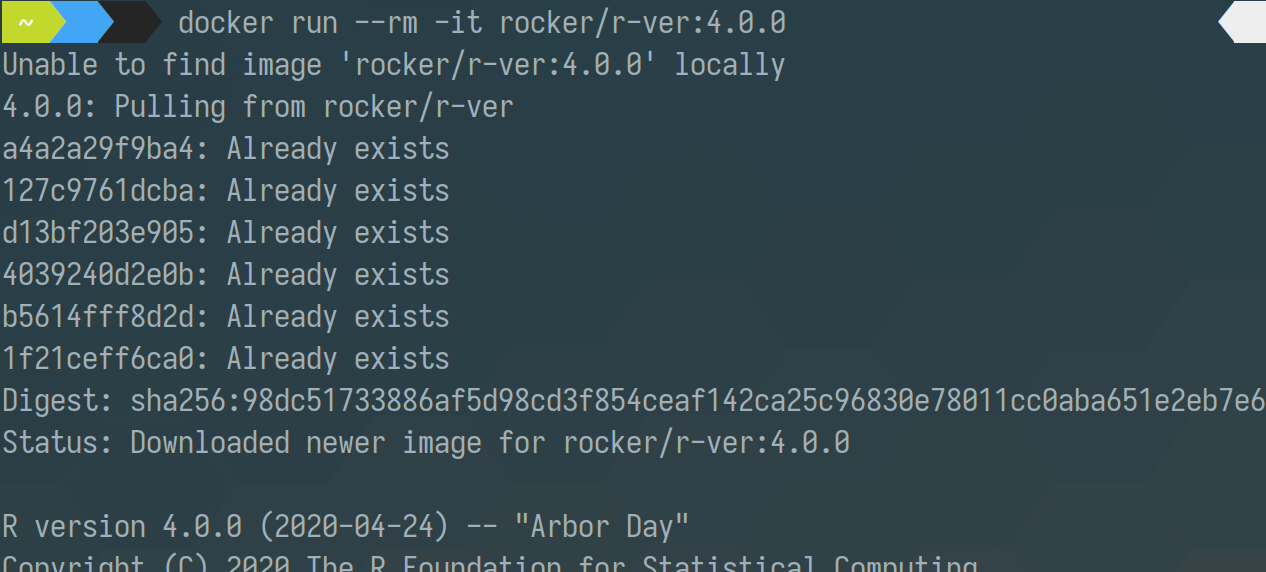 ~ docker run --rm -it rocker/r-ver:4.0.0
Unable to find image 'rocker/r-ver:4.0.0' locally
4.0.0: Pulling from rocker/r-ver
a4a2a29f9ba4: Already exists
127c9761dcba: Already exists
d13bf203e905: Already exists
4039240d2e0b: Already exists
b5614fff8d2d: Already exists
1f21ceff6ca0: Already exists
Digest: sha256:98dc51733886af5d98cd3f854ceaf142ca25c96830e78011cc0aba651e2eb7e6
Status: Downloaded newer image for rocker/r-ver:4.0.0
R version 4.0.0 (2020-04-24) -- "Arbor Day"
Copyright (C) 2020 The R Foundation for Statistical Computing